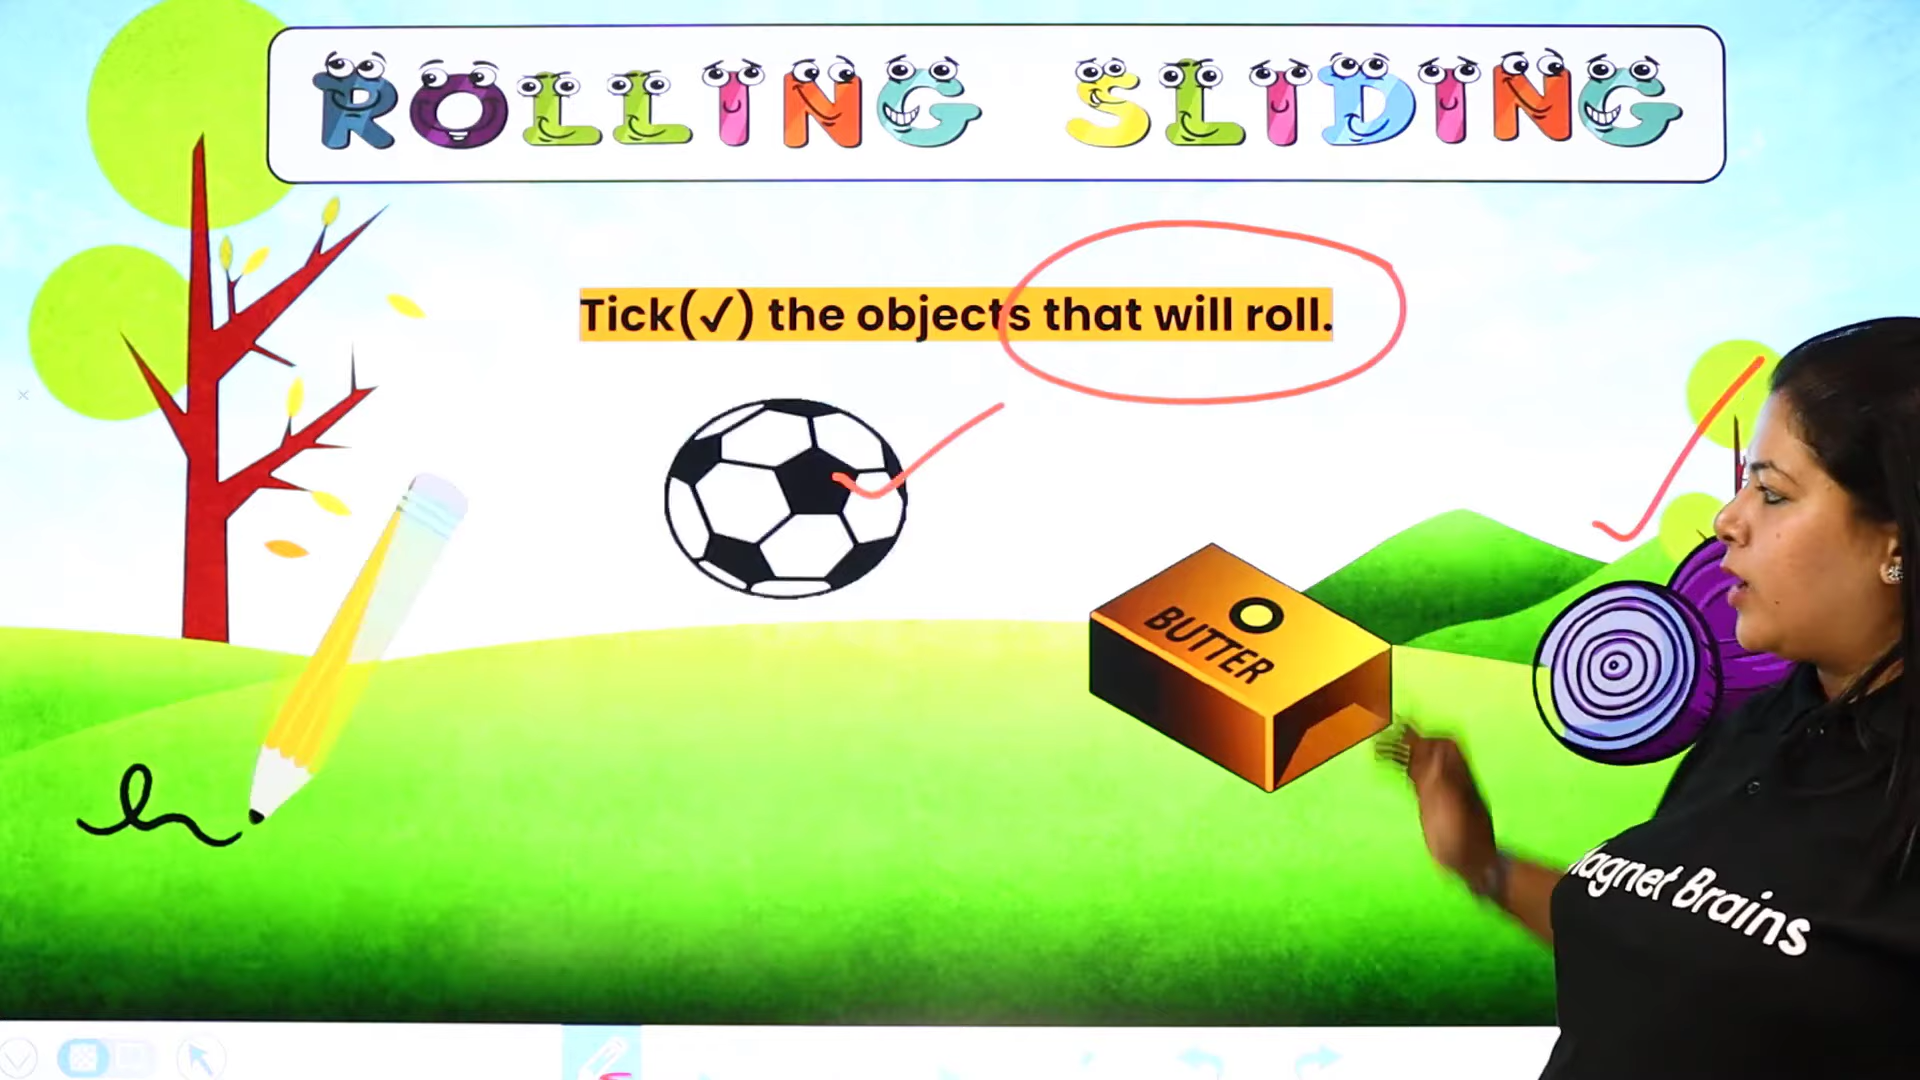 ROLLING SLIDING
Tick(✓) the objects that will roll.
BUTTER
Magnet Brains